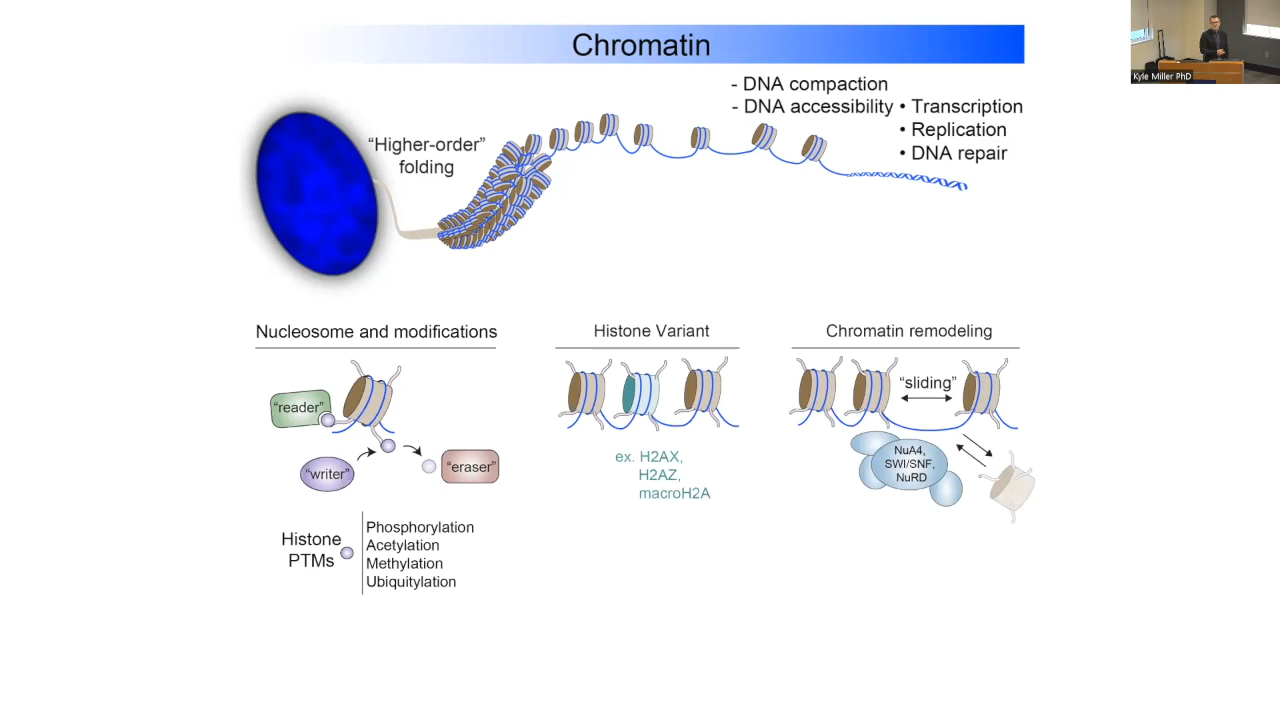 Chromatin
Kyle Miller PhD
- DNA compaction
- DNA accessibility
• Transcription
• Replication
• DNA repair
“Higher-order”
folding
Nucleosome and modifications
“reader”
“writer”
“eraser”
Histone
PTMs
Phosphorylation
Acetylation
Methylation
Ubiquitylation
Histone Variant
ex. H2AX,
H2AZ,
macroH2A
Chromatin remodeling
“sliding”
NuA4,
SWI/SNF,
NuRD